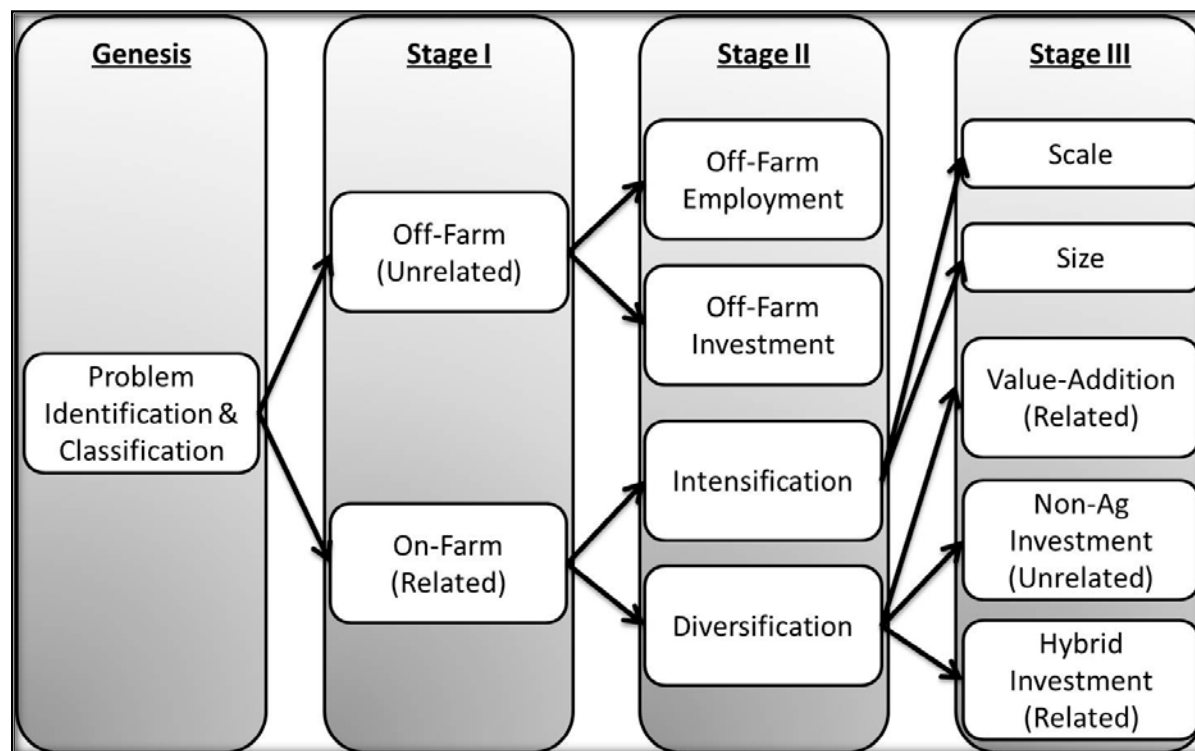 Genesis
Problem
Identification &
Classification
Stage I
Off-Farm
(Unrelated)
On-Farm
(Related)
Stage II
Off-Farm
Employment
Off-Farm
Investment
Intensification
Diversification
Stage III
Scale
Size
Value-Addition
(Related)
Non-Ag
Investment
(Unrelated)
Hybrid
Investment
(Related)